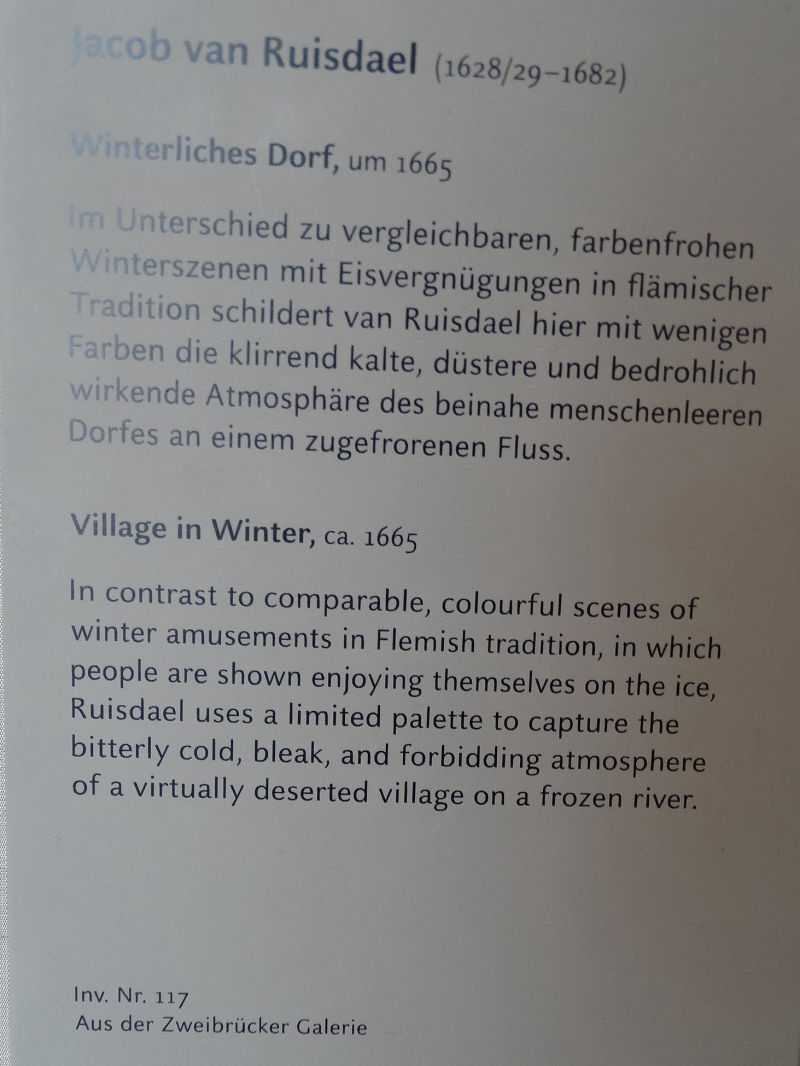 Jacob van Ruisdael (1628/29–1682)
Winterliches Dorf, um 1665
Im Unterschied zu vergleichbaren, farbenfrohen
Winterszenen mit Eisvergnügungen in flämischer
Tradition schildert van Ruisdael hier mit wenigen
Farben die klirrend kalte, düstere und bedrohlich
wirkende Atmosphäre des beinahe menschenleeren
Dorfes an einem zugefrorenen Fluss.
Village in Winter, ca. 1665
In contrast to comparable, colourful scenes of
winter amusements in Flemish tradition, in which
people are shown enjoying themselves on the ice,
Ruisdael uses a limited palette to capture the
bitterly cold, bleak, and forbidding atmosphere
of a virtually deserted village on a frozen river.
Inv. Nr. 117
Aus der Zweibrücker Galerie